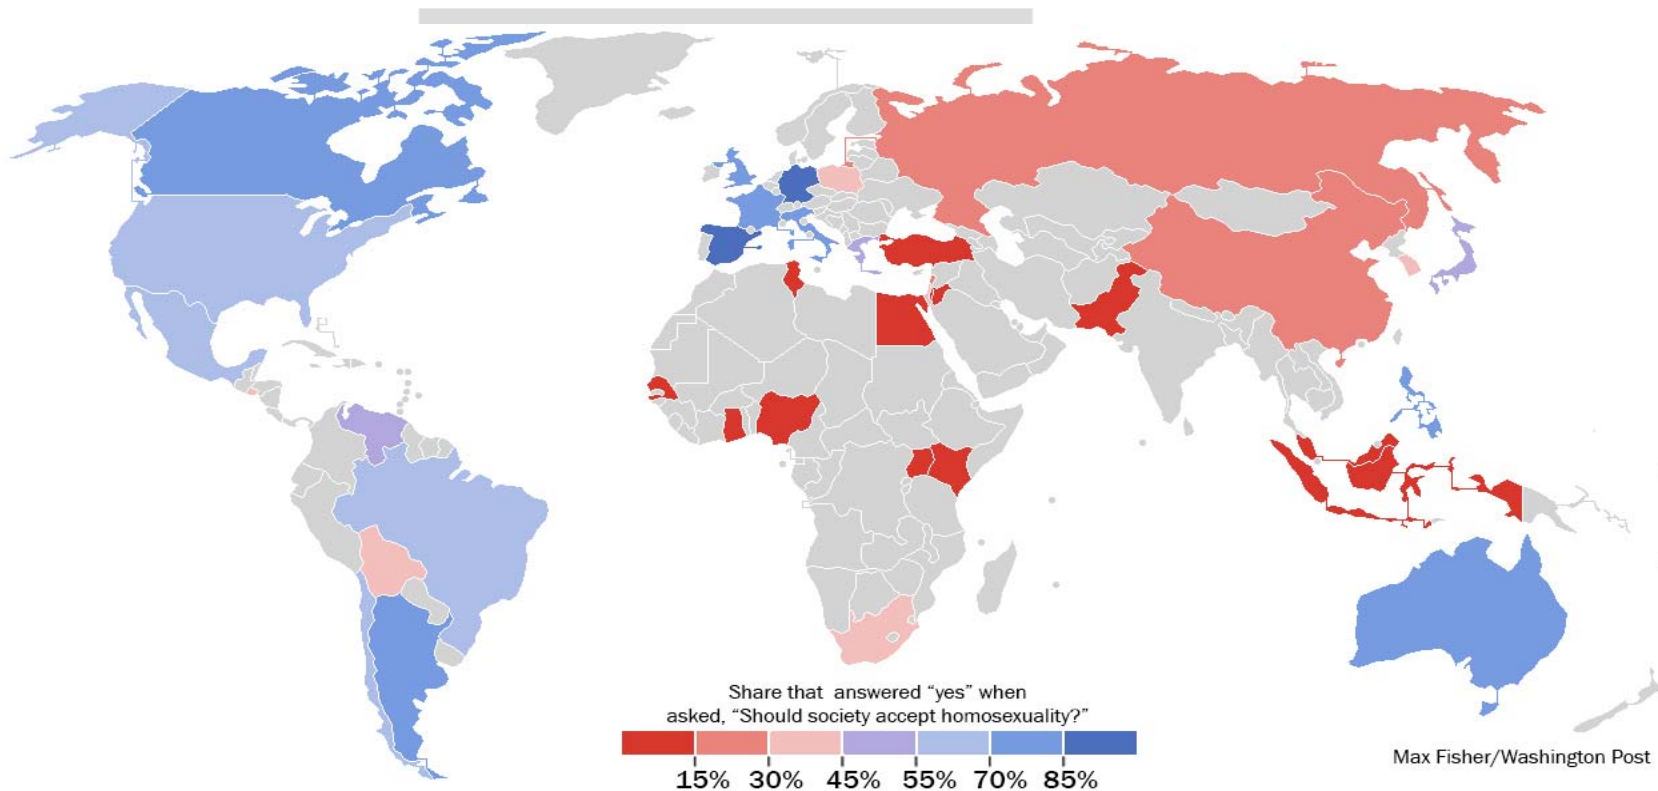 Share that answered “yes” when
asked, “Should society accept homosexuality?”
15% 30% 45% 55% 70% 85%
Max Fisher/Washington Post